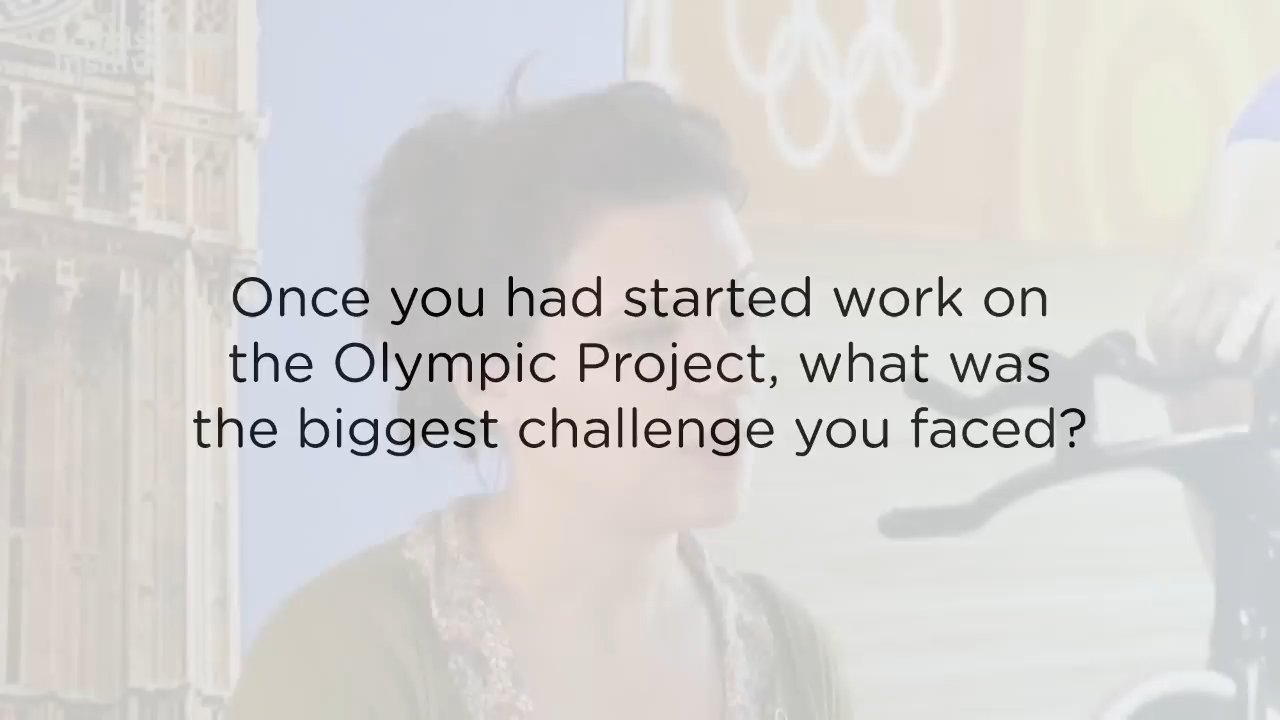 Once you had started work on
the Olympic Project, what was
the biggest challenge you faced?